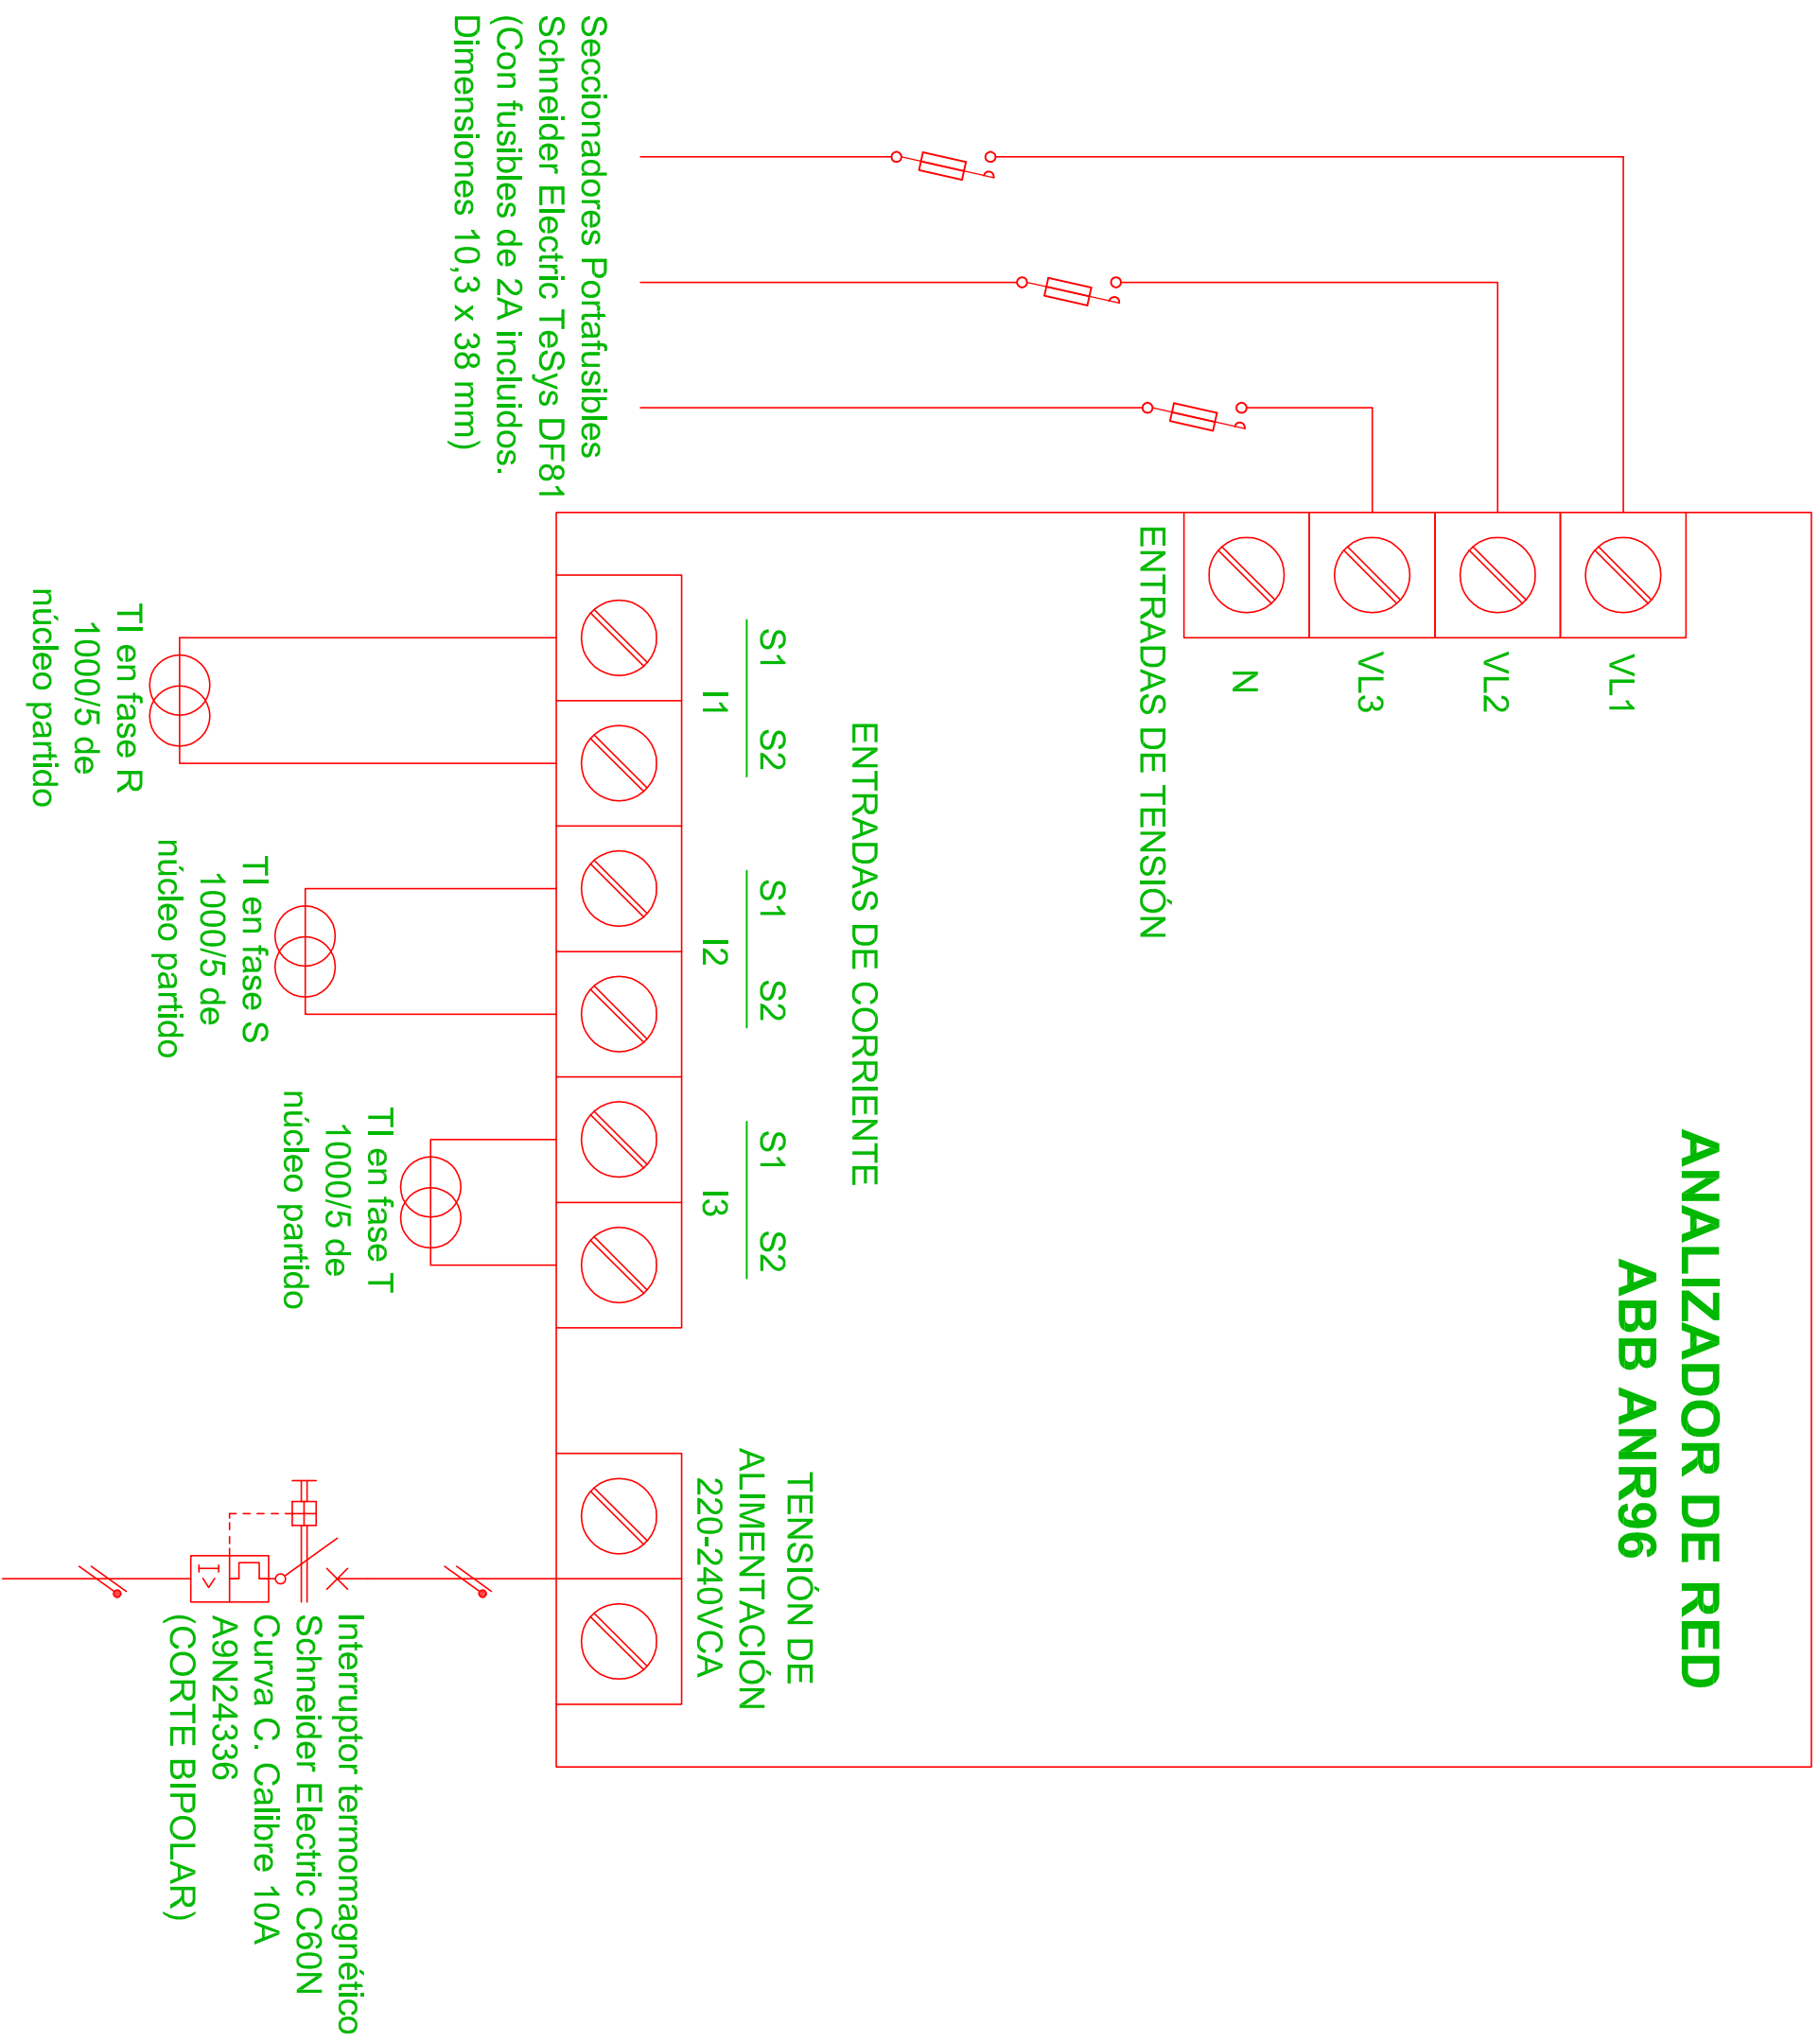 ANALIZADOR DE RED
ABB ANR96
VL1
VL2
VL3
N
ENTRADAS DE TENSIÓN
Seccionadores Portafusibles
Schneider Electric TeSys DF81
(Con fusibles de 2A incluidos.
Dimensiones 10,3 x 38 mm)
ENTRADAS DE CORRIENTE
S1 S2 S1 S2 S1 S2
I1 I2 I3
TENSIÓN DE
ALIMENTACIÓN
220-240VCA
TI en fase R
1000/5 de
núcleo partido
TI en fase S
1000/5 de
núcleo partido
TI en fase T
1000/5 de
núcleo partido
Interruptor termomagnético
Schneider Electric C60N
Curva C. Calibre 10A
A9N24336
(CORTE BIPOLAR)
I>